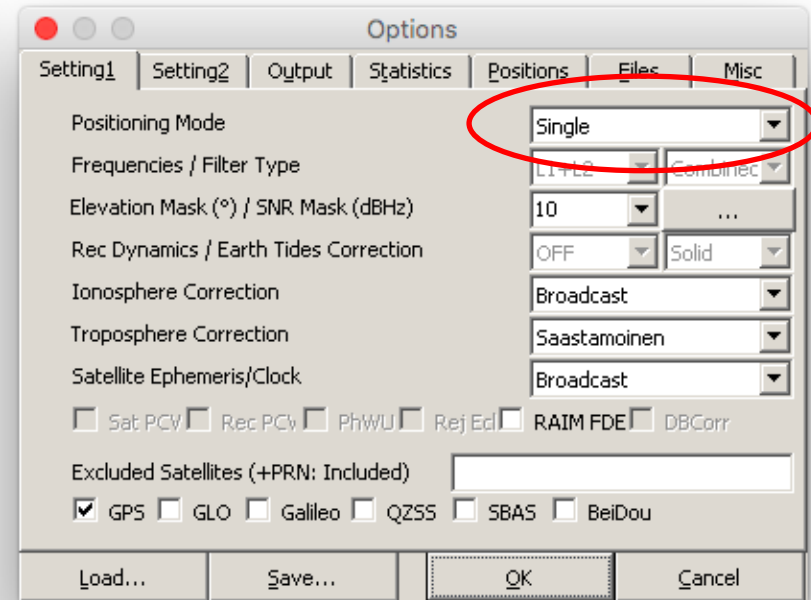 Options
Setting1 Setting2 Output Statistics Positions Files Misc
Positioning Mode Single
Frequencies / Filter Type L1+L2 Combinec
Elevation Mask (°) / SNR Mask (dBHz) 10 ...
Rec Dynamics / Earth Tides Correction OFF Solid
Ionosphere Correction Broadcast
Troposphere Correction Saastamoinen
Satellite Ephemeris/Clock Broadcast
Sat PCV Rec PCV PhWU Rej Ecl RAIM FDE DBCorr
Excluded Satellites (+PRN: Included)
GPS GLO Galileo QZSS SBAS BeiDou
Load... Save... OK Cancel